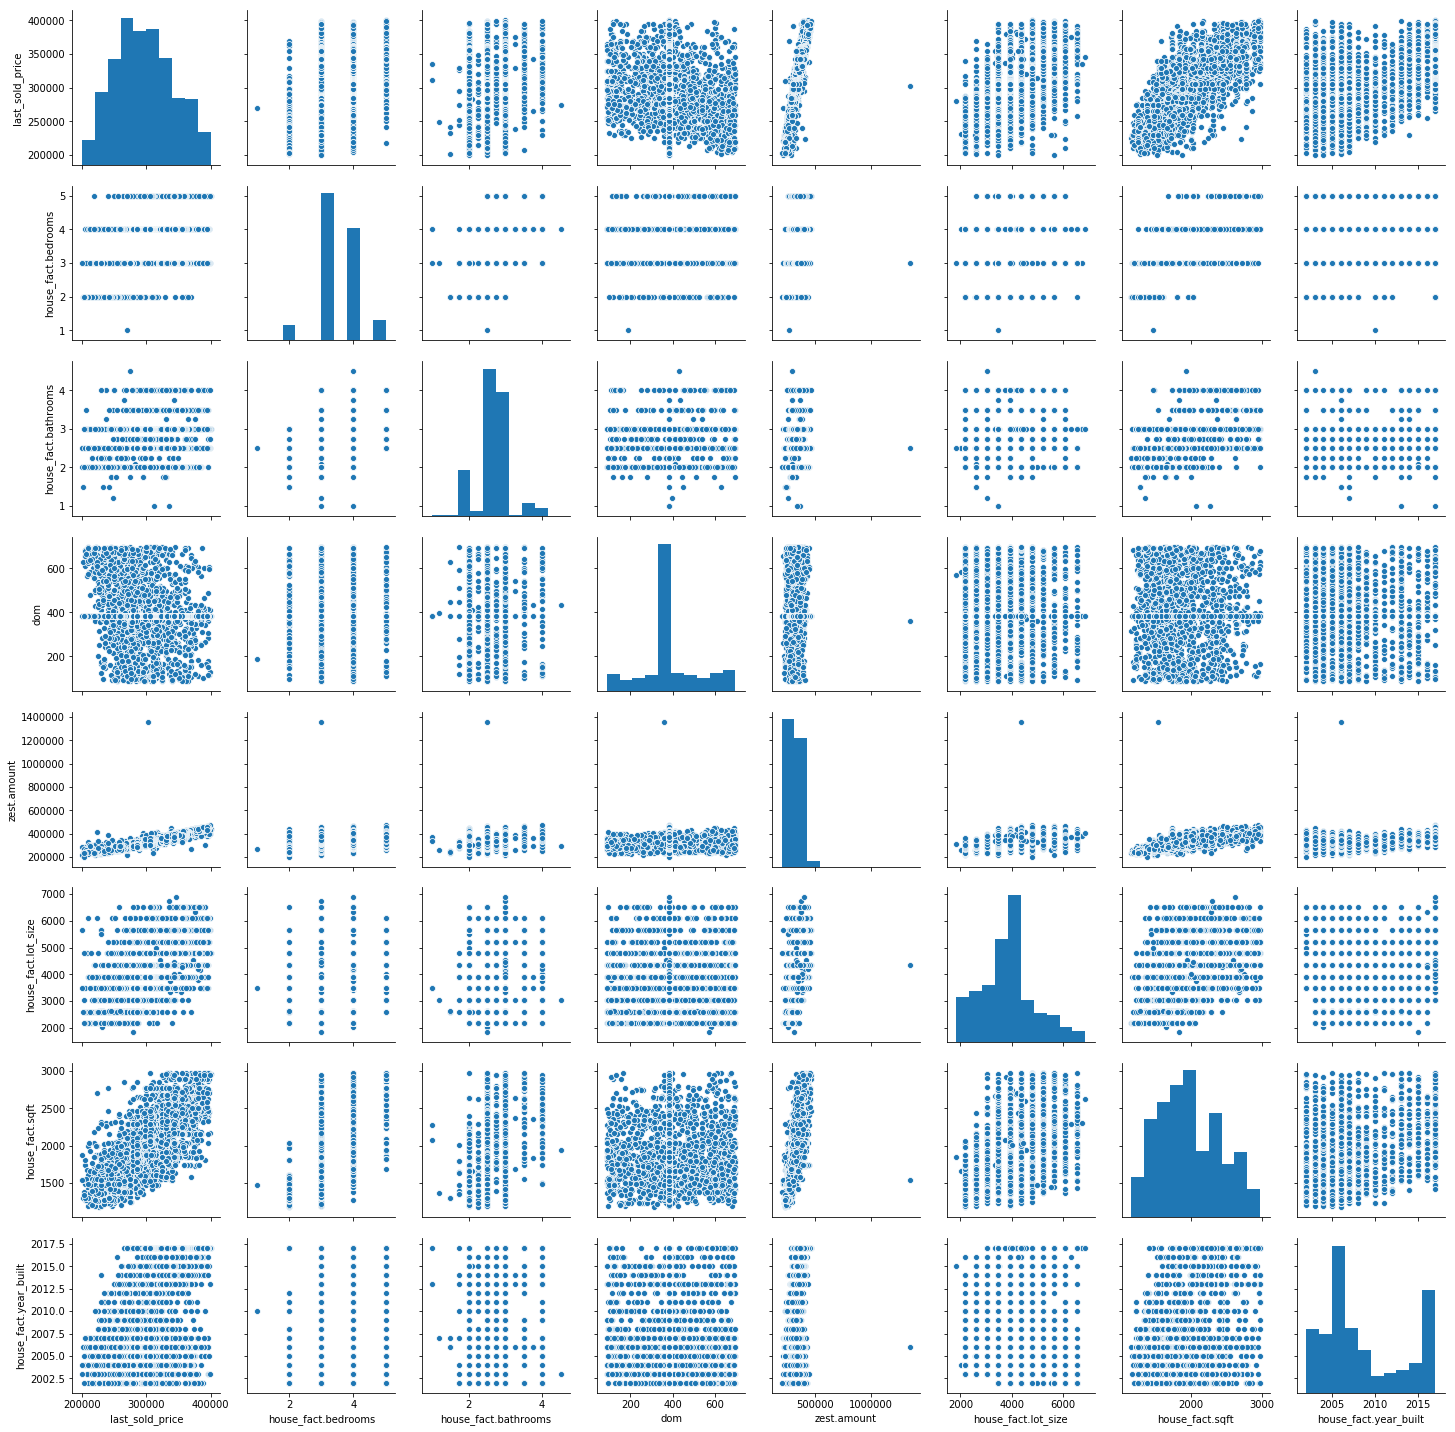 400000
350000
300000
250000
200000
last_sold_price
5
4
3
2
1
house_fact.bedrooms
4
3
2
1
house_fact.bathrooms
600
400
200
dom
1400000
1200000
1000000
800000
600000
400000
200000
zest.amount
7000
6000
5000
4000
3000
2000
house_fact.lot_size
3000
2500
2000
1500
house_fact.sqft
2017.5
2015.0
2012.5
2010.0
2007.5
2005.0
2002.5
house_fact.year_built
200000 300000 400000
2 4
2 4
200 400 600
500000 1000000
2000 4000 6000
2000 3000
2005 2010 2015
last_sold_price
house_fact.bedrooms
house_fact.bathrooms
dom
zest.amount
house_fact.lot_size
house_fact.sqft
house_fact.year_built